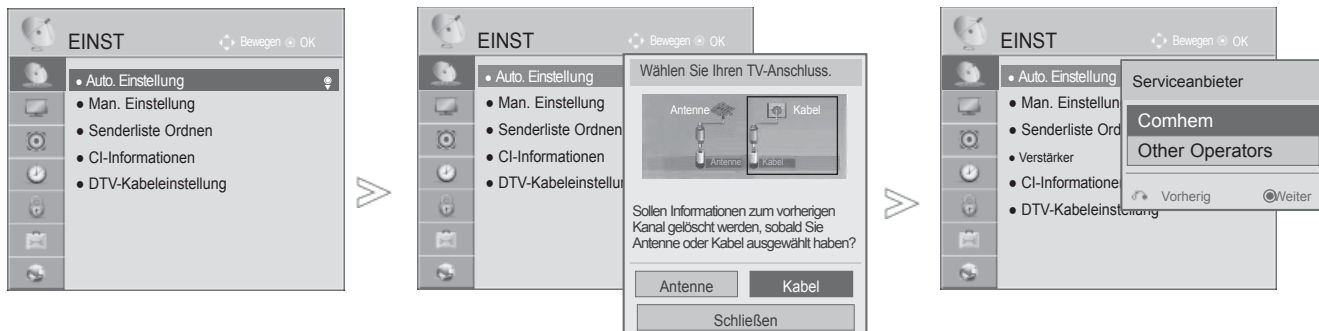 EINST
Bewegen OK
● Auto. Einstellung
● Man. Einstellung
● Senderliste Ordnen
● CI-Informationen
● DTV-Kabeleinstellung
EINST
Bewegen OK
● Auto. Einstellung
● Man. Einstellung
● Senderliste Ordnen
● CI-Informationen
● DTV-Kabeleinstellu
Wählen Sie Ihren TV-Anschluss.
Antenne
Kabel
Antenne
Kabel
Sollen Informationen zum vorherigen
Kanal gelöscht werden, sobald Sie
Antenne oder Kabel ausgewählt haben?
Antenne
Kabel
Schließen
EINST
Bewegen OK
● Auto. Einstellung
● Man. Einstellun
● Senderliste Ord
● Verstärker
● CI-Informatione
● DTV-Kabeleinstellung
Serviceanbieter
Comhem
Other Operators
Vorherig
Weiter